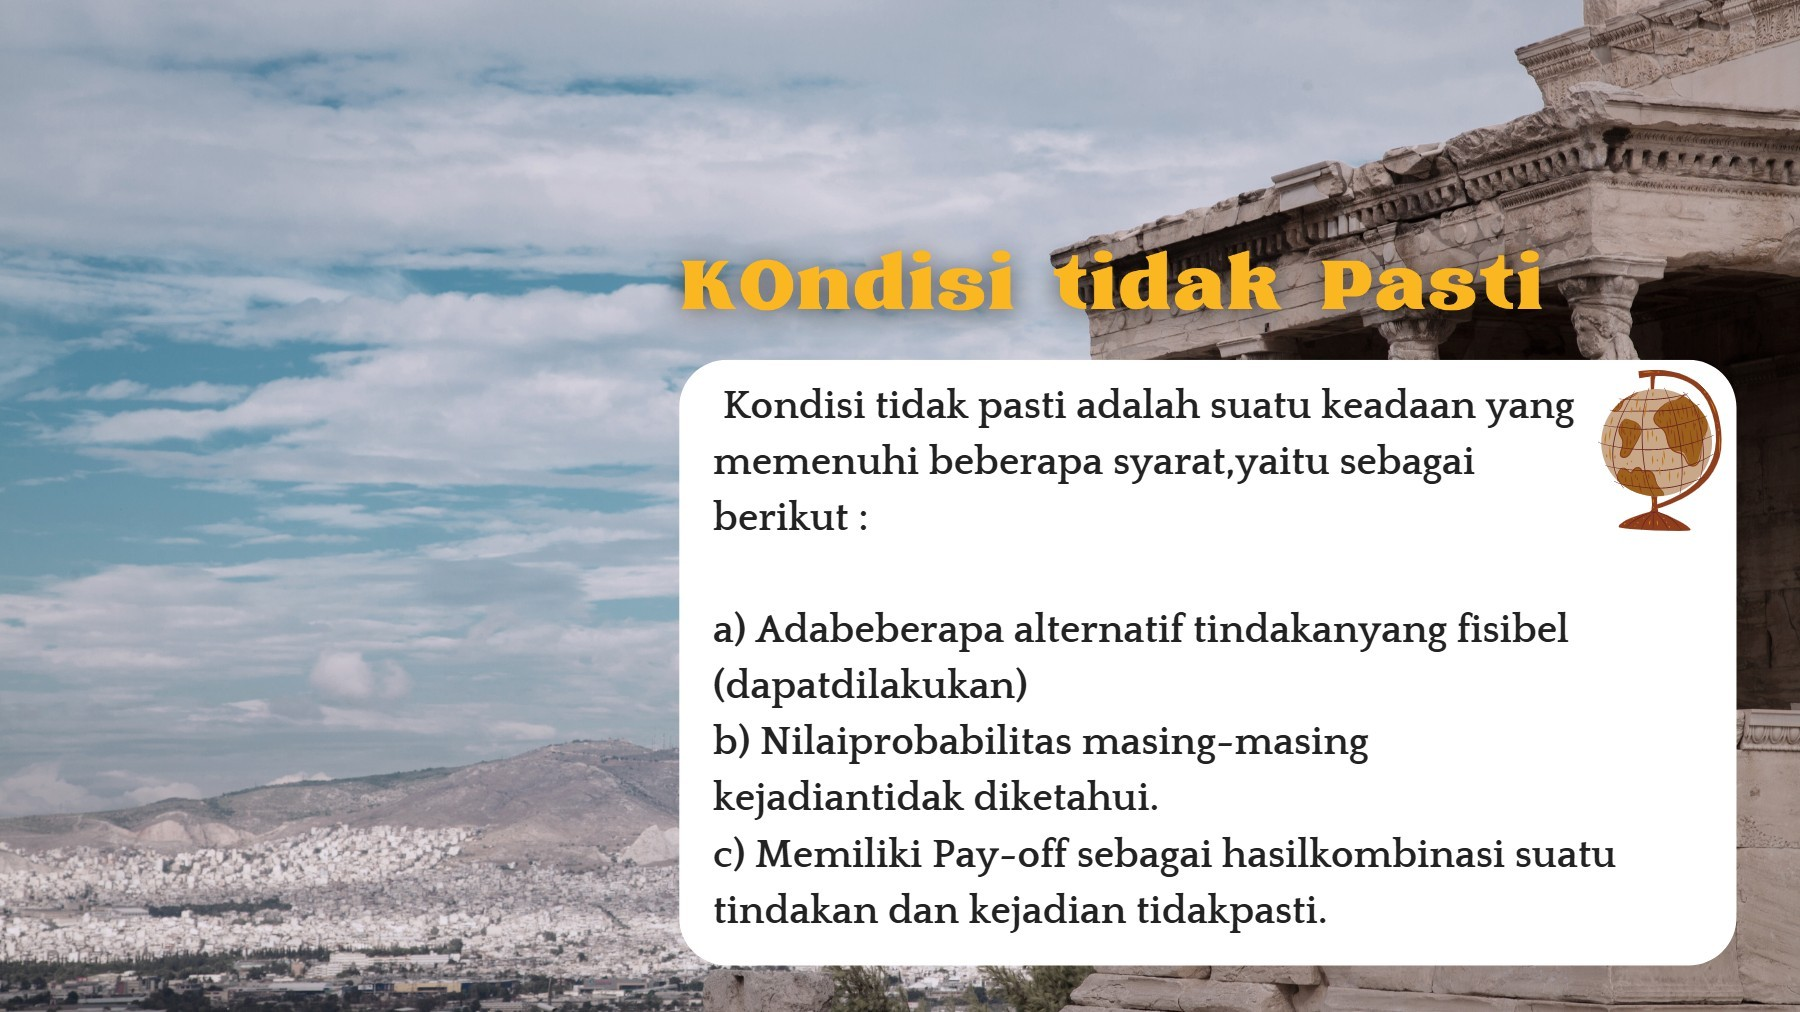 KOndisi tidak Pasti
Kondisi tidak pasti adalah suatu keadaan yang
memenuhi beberapa syarat,yaitu sebagai
berikut :
a) Adabeberapa alternatif tindakanyang fisibel
(dapatdilakukan)
b) Nilaiprobabilitas masing-masing
kejadiantidak diketahui.
c) Memiliki Pay-off sebagai hasilkombinasi suatu
tindakan dan kejadian tidakpasti.